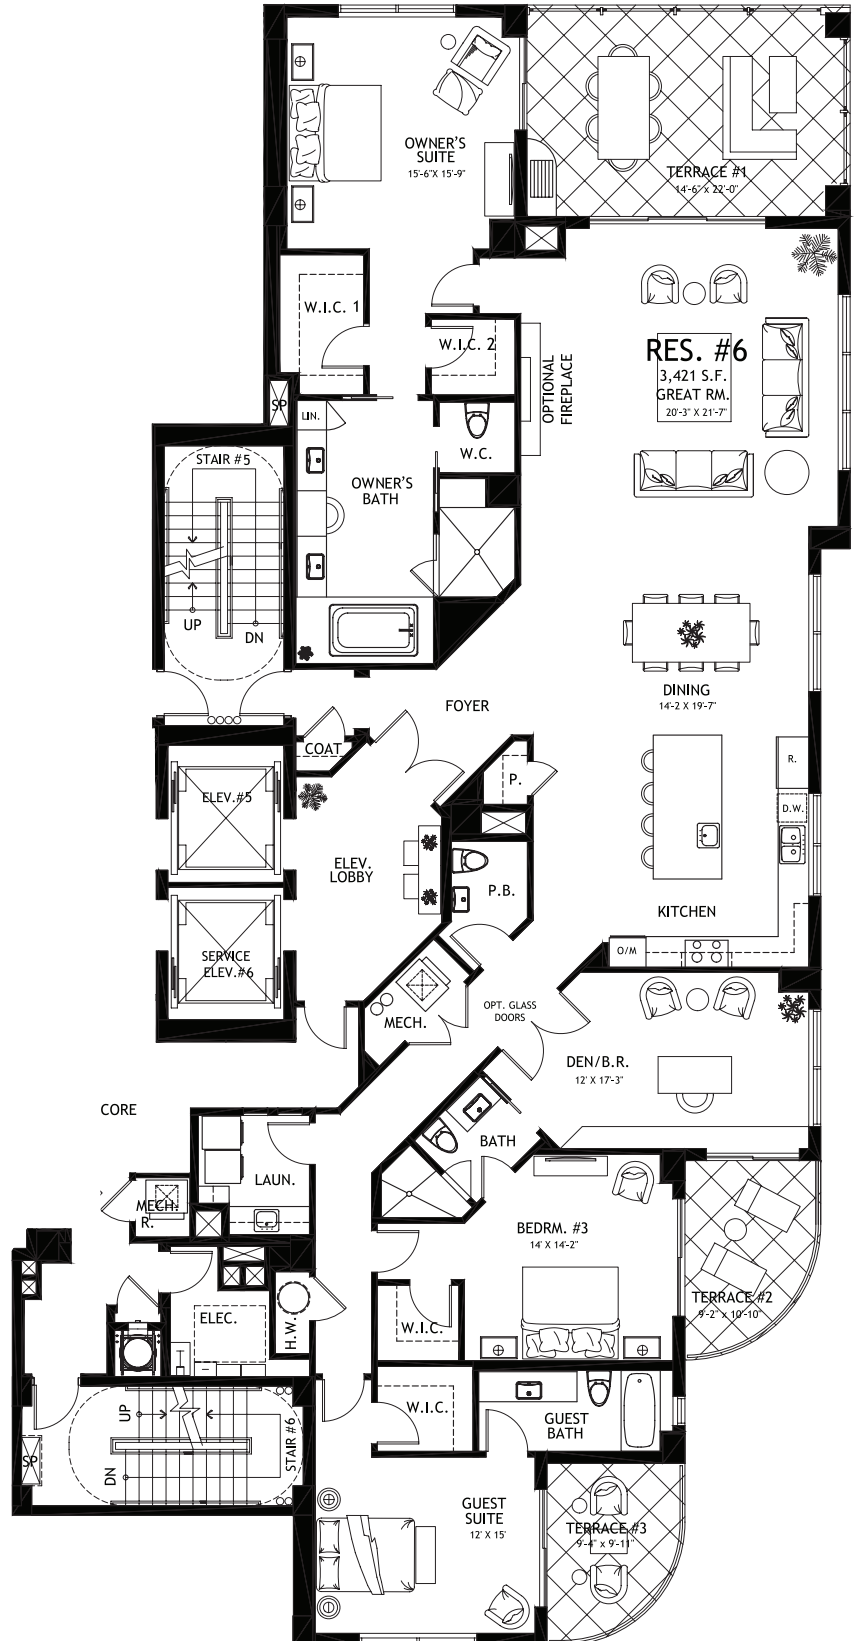 OWNER'S
SUITE
15'-6"X 15'-9"
TERRACE #1
14'-6" x 22'-0"
W.I.C. 1
W.I.C. 2
OPTIONAL
FIREPLACE
RES. #6
3,421 S.F.
GREAT RM.
20'-3" X 21'-7"
SP
LIN.
W.C.
STAIR #5
OWNER'S
BATH
UP
DN
FOYER
DINING
14'-2 X 19'-7"
COAT
P.
R.
D.W.
ELEV.#5
ELEV.
LOBBY
P.B.
KITCHEN
O/M
SERVICE
ELEV.#6
MECH.
OPT. GLASS
DOORS
DEN/B.R.
12' X 17'-3"
CORE
BATH
LAUN.
MECH.
R.
BEDRM. #3
14' X 14'-2"
TERRACE #2
9'-2" x 10'-10"
ELEC.
H.W.
W.I.C.
W.I.C.
GUEST
BATH
UP
DN
STAIR #6
SP
GUEST
SUITE
12' X 15'
TERRACE #3
9'-4" x 9'-11"